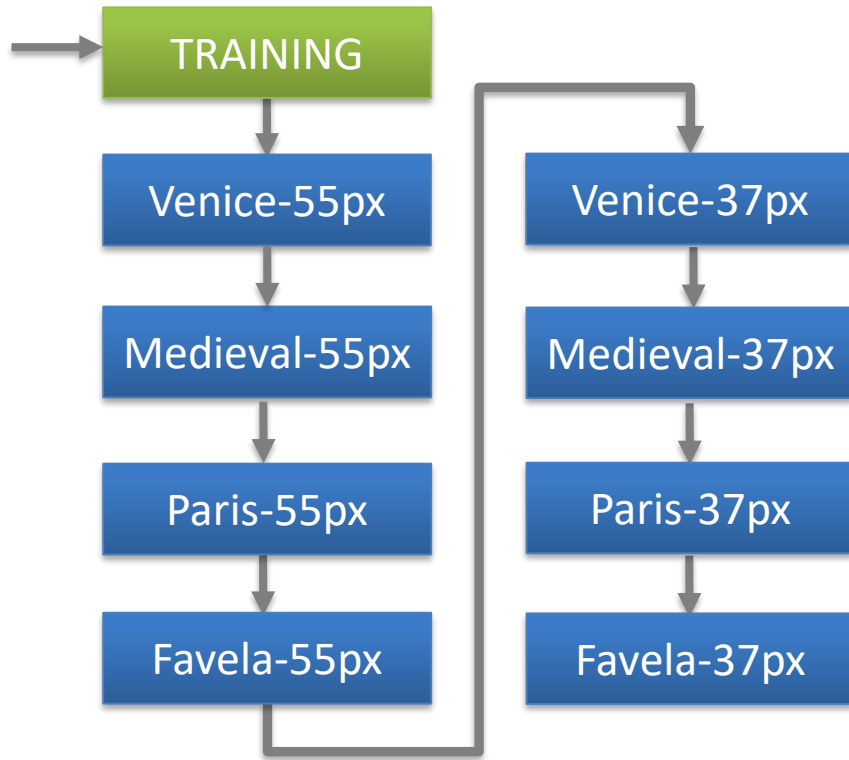 TRAINING
Venice-55px
Medieval-55px
Paris-55px
Favela-55px
Venice-37px
Medieval-37px
Paris-37px
Favela-37px